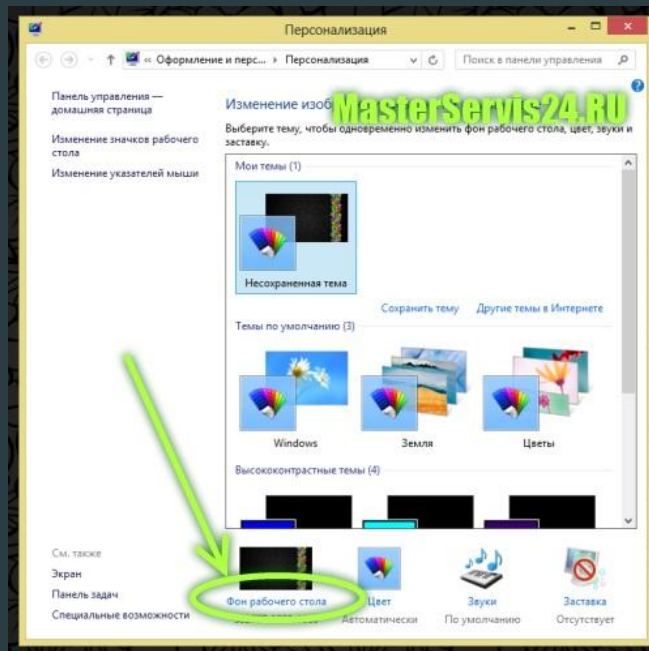 Персонализация
« Оформление и перс... ▸ Персонализация
Поиск в панели управления
Панель управления —
домашняя страница
Изменение значков рабочего
стола
Изменение указателей мыши
MasterServis24.RU
Изменение изоб
Выберите тему, чтобы одновременно изменить фон рабочего стола, цвет, звуки и
заставку.
Мои темы (1)
Несохраненная тема
Сохранить тему Другие темы в Интернете
Темы по умолчанию (3)
Windows Земля Цветы
Высококонтрастные темы (4)
См. также
Экран
Панель задач
Специальные возможности
Фон рабочего стола Цвет Звуки Заставка
Автоматически По умолчанию Отсутствует